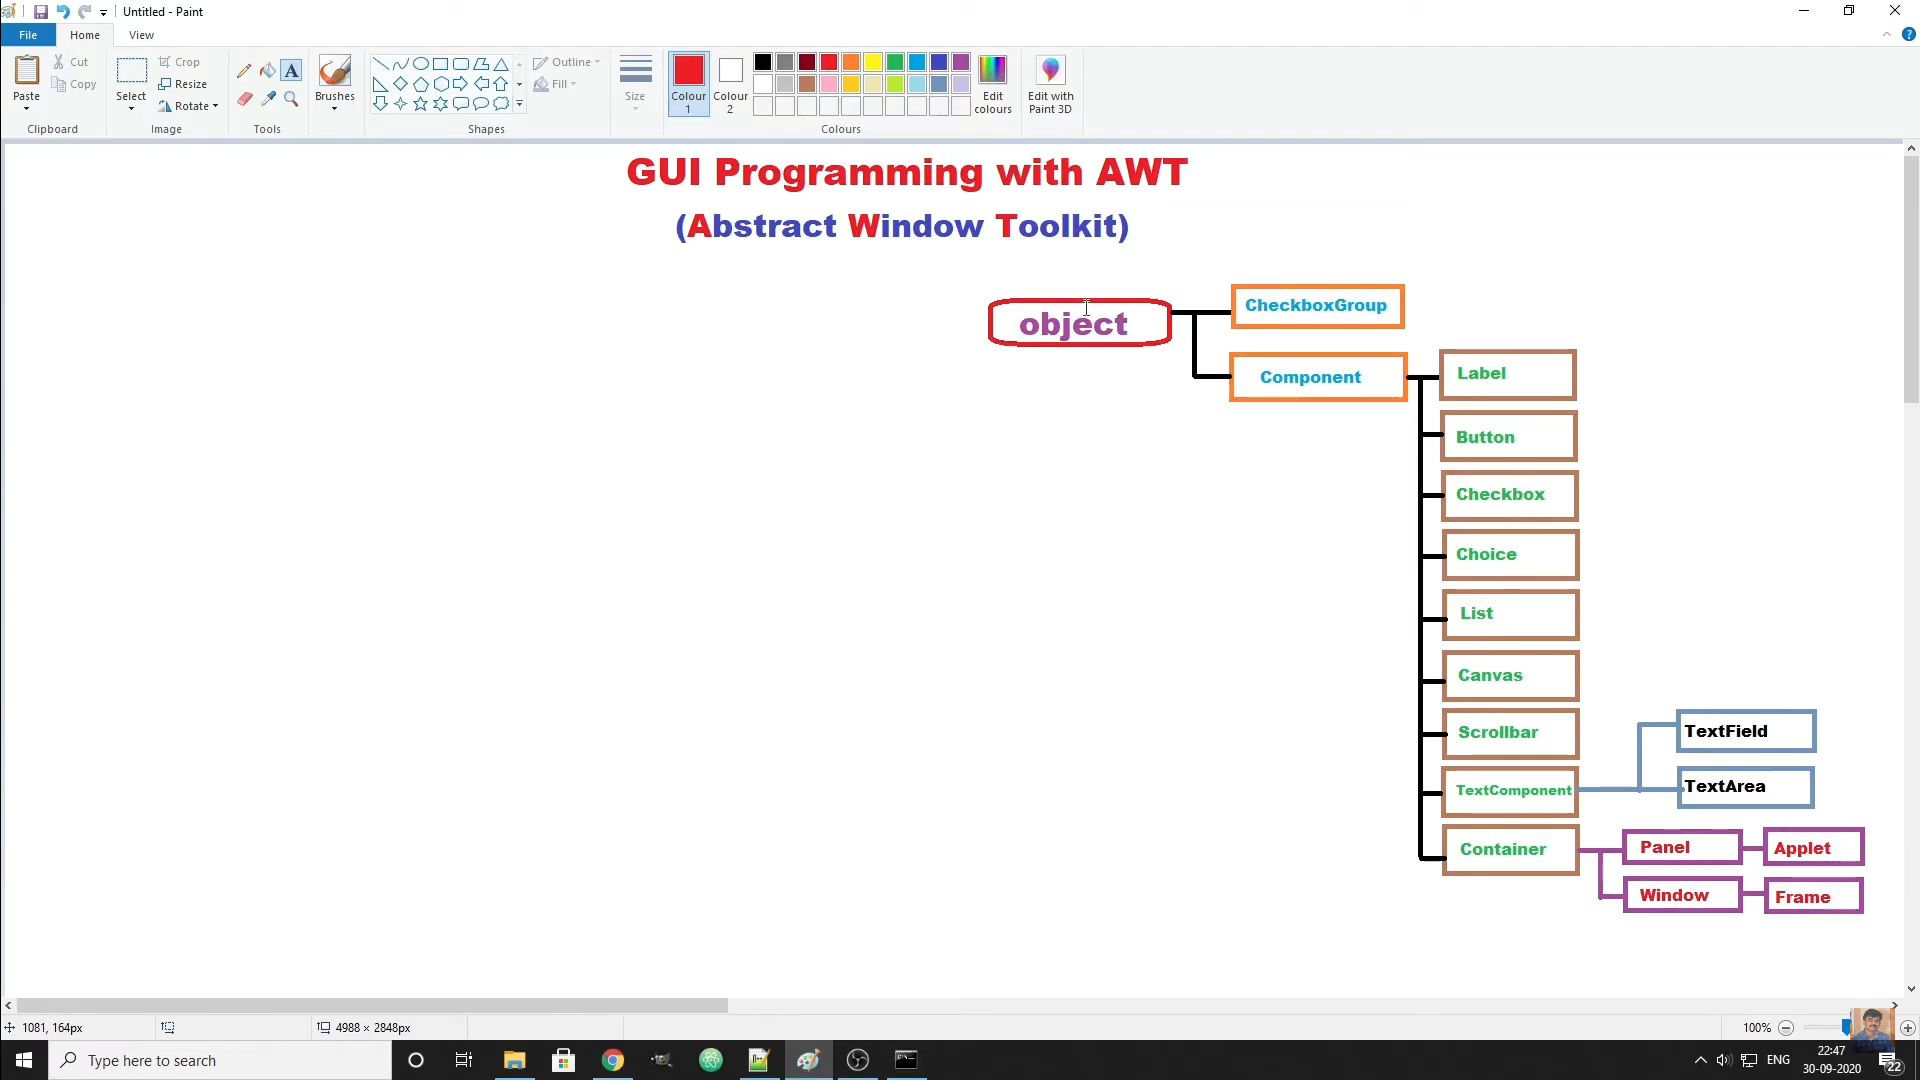 Untitled - Paint
File Home View
Cut
Copy
Paste
Clipboard
Select
Crop
Resize
Rotate
Image
Tools
Brushes
Shapes
Outline
Fill
Size
Colour 1
Colour 2
Colours
Edit colours
Edit with Paint 3D
GUI Programming with AWT
(Abstract Window Toolkit)
object
CheckboxGroup
Component
Label
Button
Checkbox
Choice
List
Canvas
Scrollbar
TextComponent
TextField
TextArea
Container
Panel
Applet
Window
Frame
1081, 164px
4988 × 2848px
100%
Type here to search
ENG
22:47
30-09-2020
22